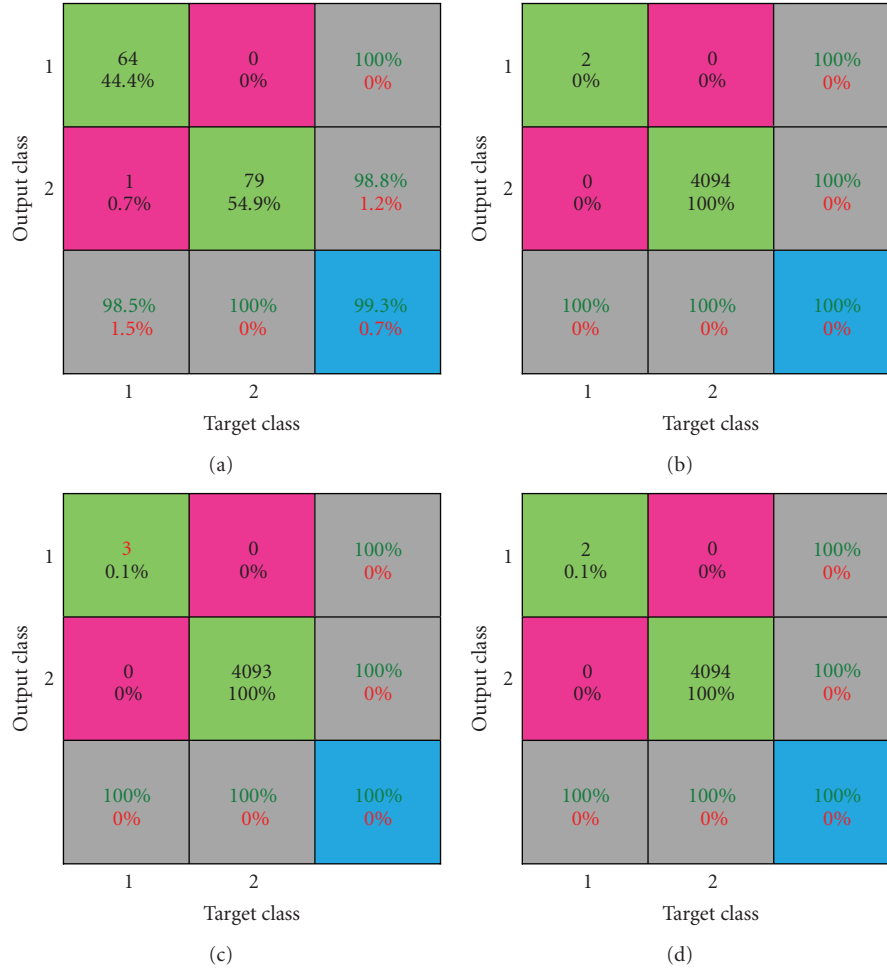 64 0 100%
1
44.4% 0% 0%
1 79 98.8%
2
0.7% 54.9% 1.2%
98.5% 100% 99.3%
1.5% 0% 0.7%
Output class
1 2
Target class
(a)
2 0 100%
1
0% 0% 0%
0 4094 100%
2
0% 100% 0%
100% 100% 100%
0% 0% 0%
Output class
1 2
Target class
(b)
3 0 100%
1
0.1% 0% 0%
0 4093 100%
2
0% 100% 0%
100% 100% 100%
0% 0% 0%
Output class
1 2
Target class
(c)
2 0 100%
1
0.1% 0% 0%
0 4094 100%
2
0% 100% 0%
100% 100% 100%
0% 0% 0%
Output class
1 2
Target class
(d)